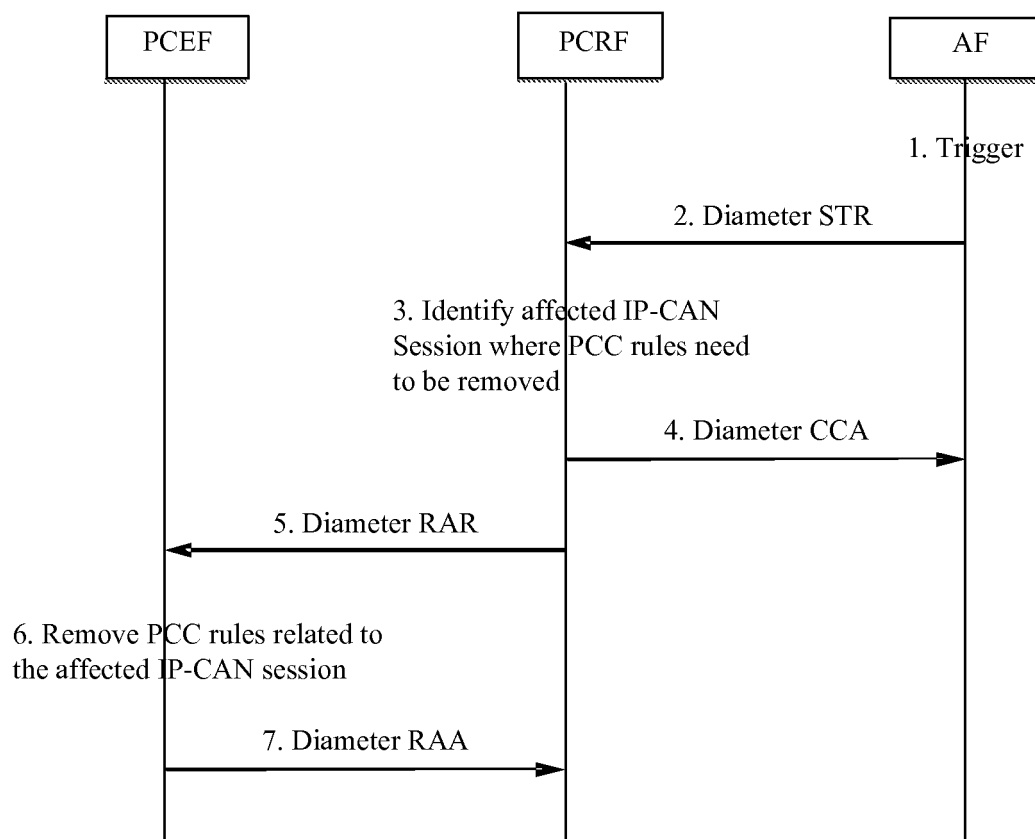 PCEF
PCRF
AF
1. Trigger
2. Diameter STR
3. Identify affected IP-CAN
Session where PCC rules need
to be removed
4. Diameter CCA
5. Diameter RAR
6. Remove PCC rules related to
the affected IP-CAN session
7. Diameter RAA